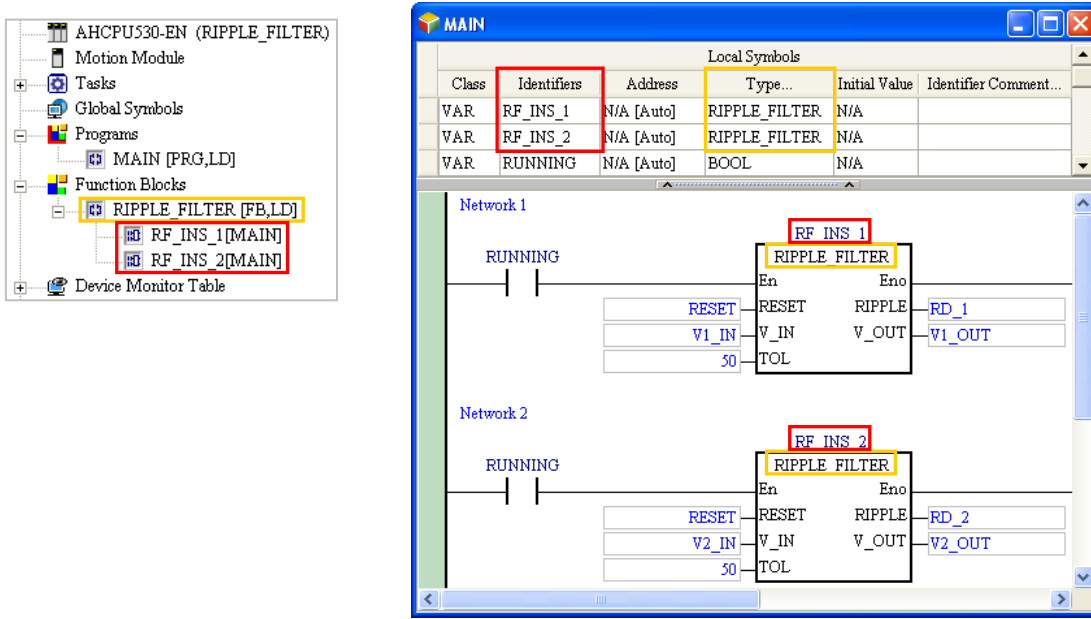 AHCPU530-EN (RIPPLE_FILTER)
Motion Module
Tasks
Global Symbols
Programs
MAIN [PRG,LD]
Function Blocks
RIPPLE_FILTER [FB,LD]
RF_INS_1[MAIN]
RF_INS_2[MAIN]
Device Monitor Table
MAIN
Local Symbols
Class Identifiers Address Type... Initial Value Identifier Comment...
VAR RF_INS_1 N/A [Auto] RIPPLE_FILTER N/A
VAR RF_INS_2 N/A [Auto] RIPPLE_FILTER N/A
VAR RUNNING N/A [Auto] BOOL N/A
Network 1
RF_INS_1
RUNNING RIPPLE_FILTER
En Eno
RESET RESET RIPPLE RD_1
V1_IN V_IN V_OUT V1_OUT
50 TOL
Network 2
RF_INS_2
RUNNING RIPPLE_FILTER
En Eno
RESET RESET RIPPLE RD_2
V2_IN V_IN V_OUT V2_OUT
50 TOL